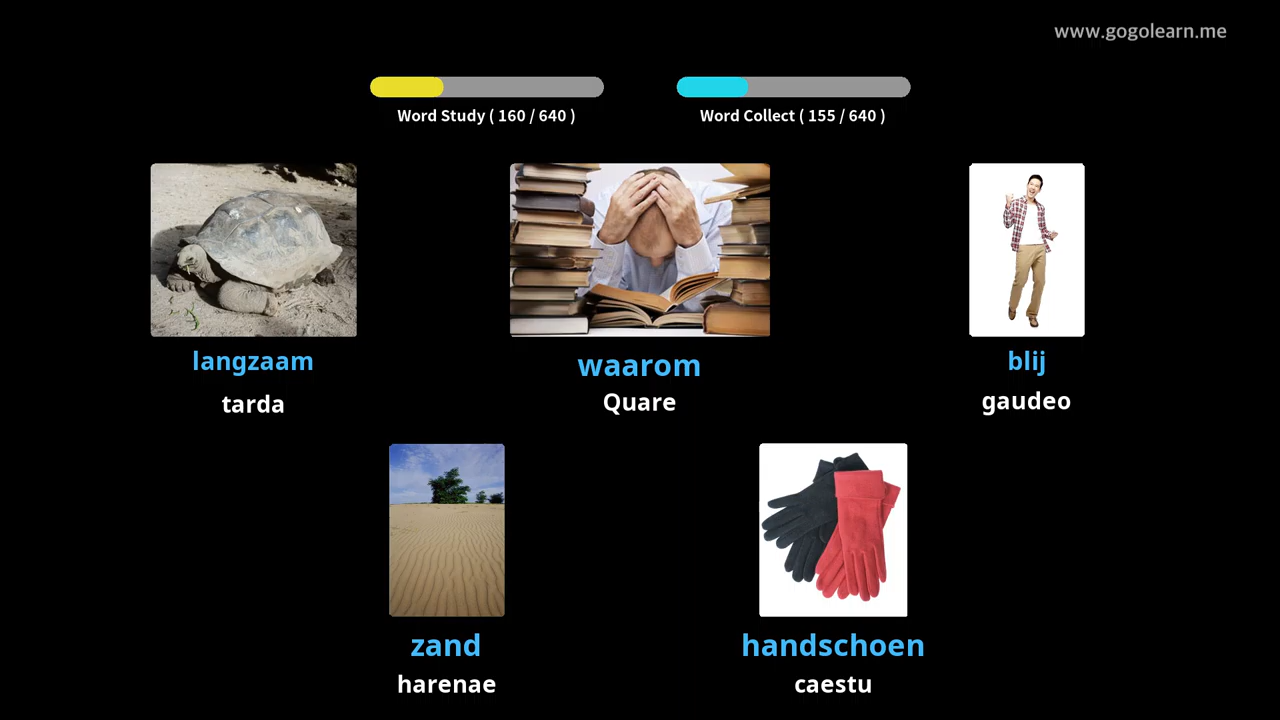 www.gogolearn.me
Word Study ( 160 / 640 )
Word Collect ( 155 / 640 )
langzaam
tarda
waarom
Quare
blij
gaudeo
zand
harenae
handschoen
caestu